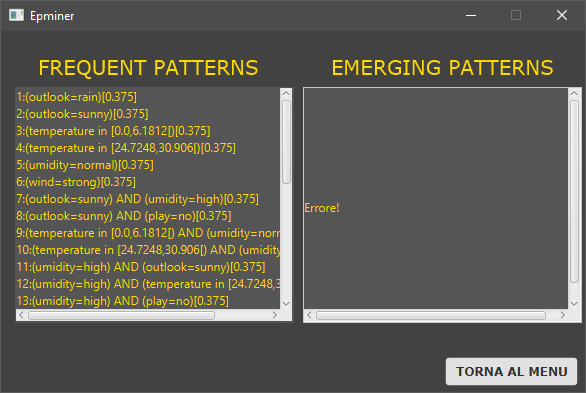 Epminer
FREQUENT PATTERNS
EMERGING PATTERNS
1:(outlook=rain)[0.375]
2:(outlook=sunny)[0.375]
3:(temperature in [0.0,6.1812[)[0.375]
4:(temperature in [24.7248,30.906[)[0.375]
5:(umidity=normal)[0.375]
6:(wind=strong)[0.375]
7:(outlook=sunny) AND (umidity=high)[0.375]
8:(outlook=sunny) AND (play=no)[0.375]
9:(temperature in [0.0,6.1812[) AND (umidity=norr
10:(temperature in [24.7248,30.906[) AND (umidity
11:(umidity=high) AND (outlook=sunny)[0.375]
12:(umidity=high) AND (temperature in [24.7248,3
13:(umidity=high) AND (play=no)[0.375]
Errore!
TORNA AL MENU